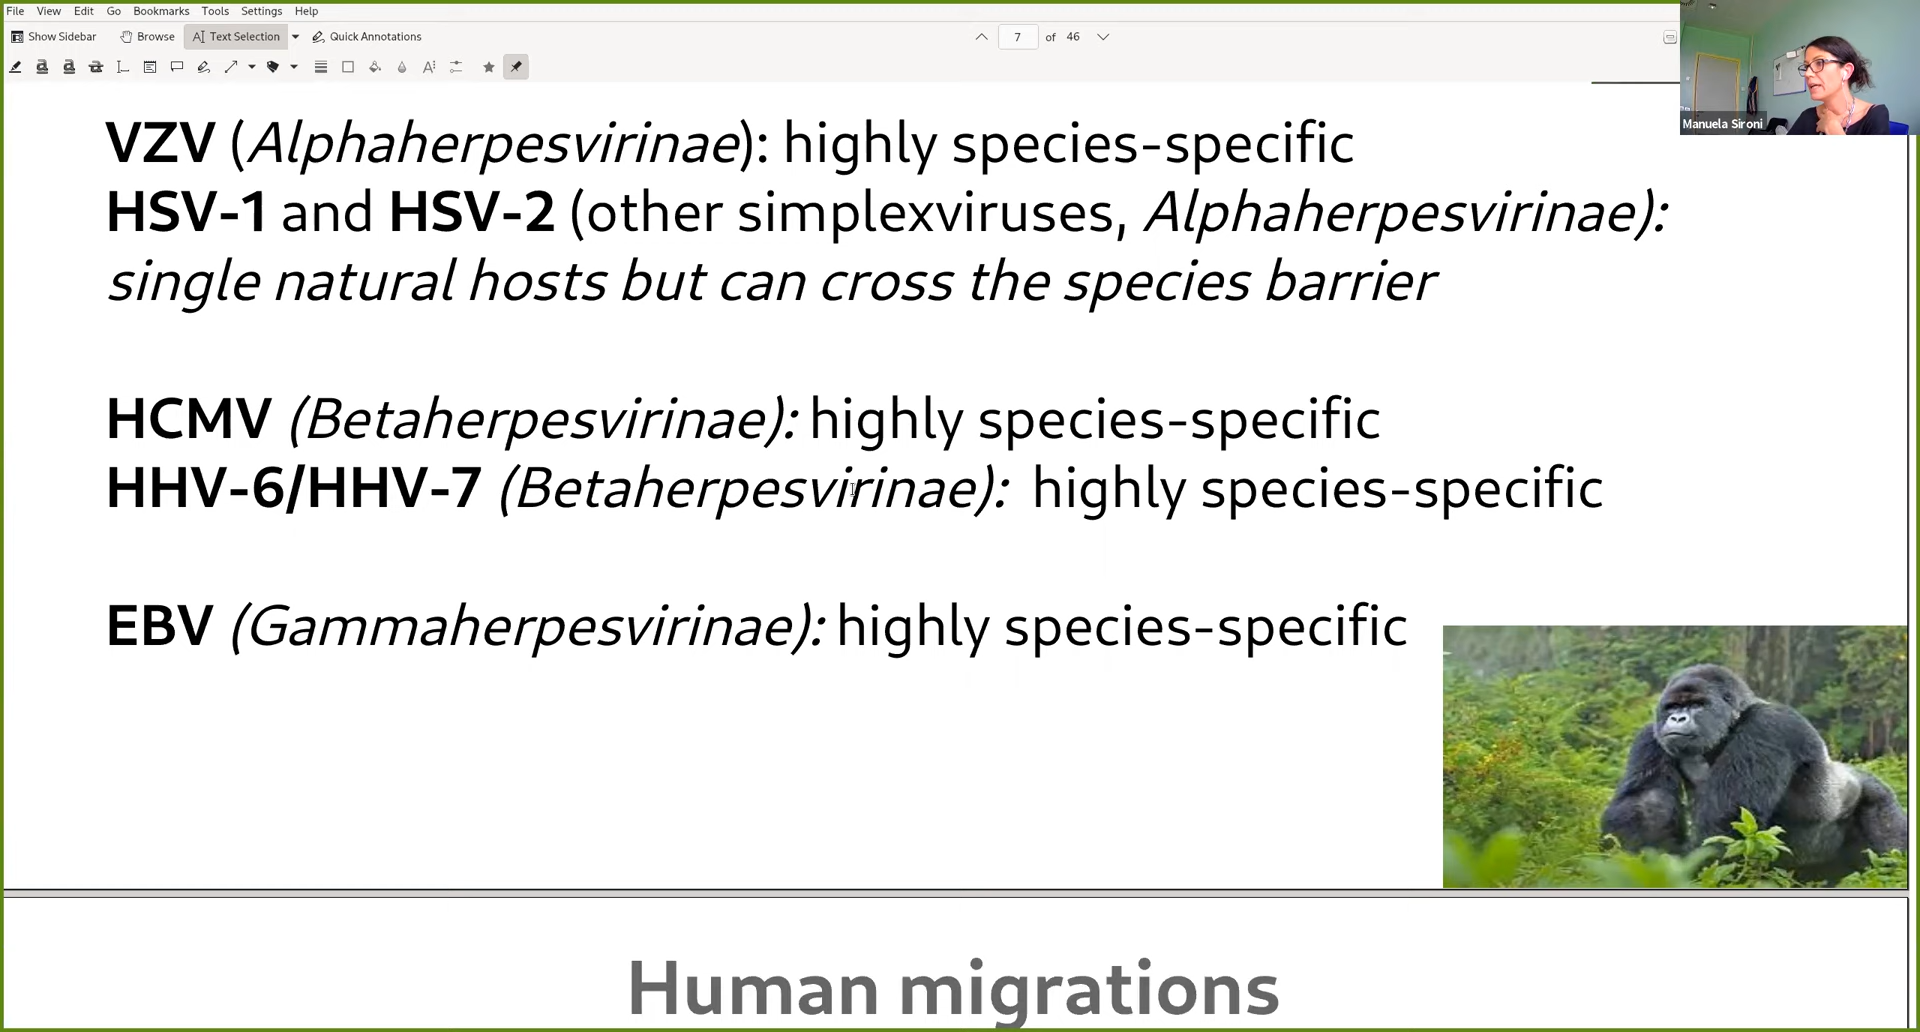 File View Edit Go Bookmarks Tools Settings Help
Show Sidebar Browse Text Selection Quick Annotations 7 of 46
Manuela Sironi
VZV (Alphaherpesvirinae): highly species-specific
HSV-1 and HSV-2 (other simplexviruses, Alphaherpesvirinae):
single natural hosts but can cross the species barrier
HCMV (Betaherpesvirinae): highly species-specific
HHV-6/HHV-7 (Betaherpesvirinae): highly species-specific
EBV (Gammaherpesvirinae): highly species-specific
Human migrations